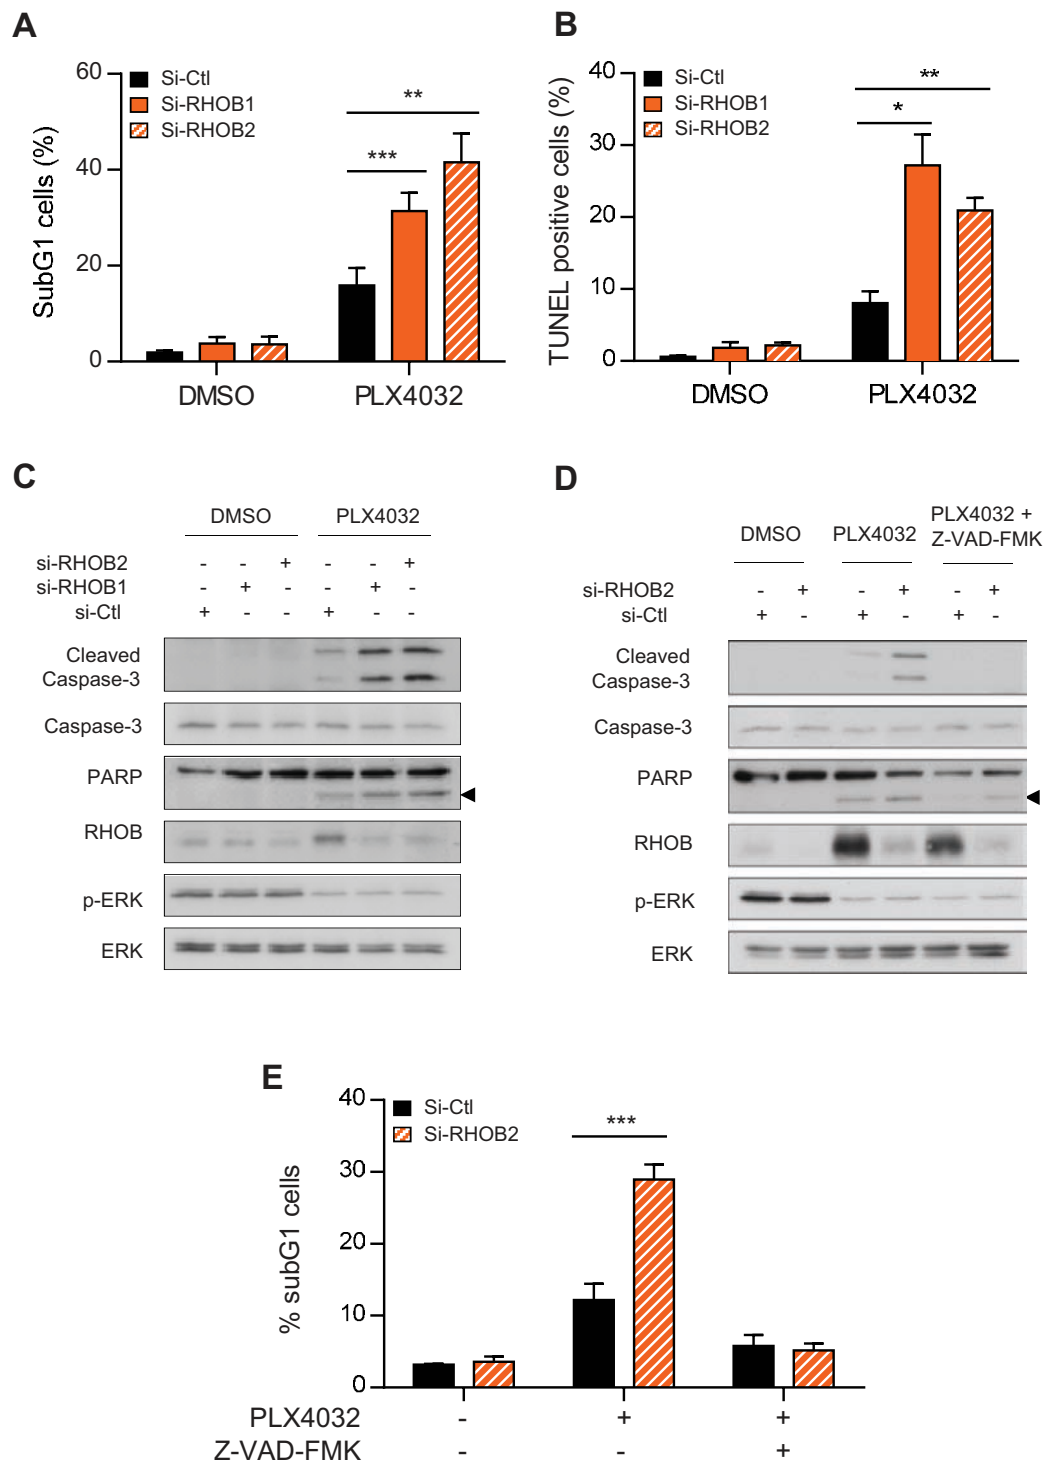 A
60
40
20
0
SubG1 cells (%)
Si-Ctl
Si-RHOB1
Si-RHOB2
**
***
DMSO
PLX4032
B
40
30
20
10
0
TUNEL positive cells (%)
Si-Ctl
Si-RHOB1
Si-RHOB2
**
*
DMSO
PLX4032
C
DMSO PLX4032
si-RHOB2 - - + - - +
si-RHOB1 - + - - + -
si-Ctl + - - + - -
Cleaved
Caspase-3
Caspase-3
PARP
RHOB
p-ERK
ERK
D
DMSO PLX4032 PLX4032 +
Z-VAD-FMK
si-RHOB2 - + - + - +
si-Ctl + - + - + -
Cleaved
Caspase-3
Caspase-3
PARP
RHOB
p-ERK
ERK
E
40
30
20
10
0
% subG1 cells
Si-Ctl
Si-RHOB2
***
PLX4032 - + +
Z-VAD-FMK - - +